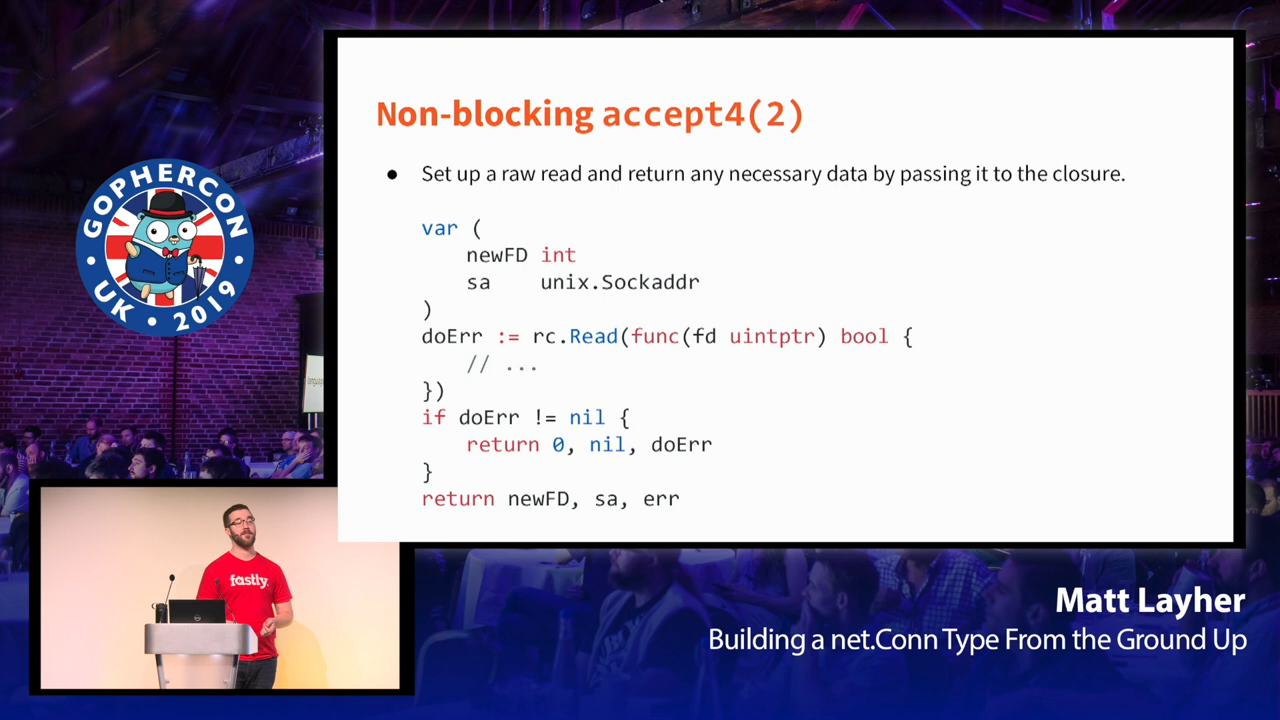 Non-blocking accept4(2)
● Set up a raw read and return any necessary data by passing it to the closure.
var (
    newFD int
    sa    unix.Sockaddr
)
doErr := rc.Read(func(fd uintptr) bool {
    // ...
})
if doErr != nil {
    return 0, nil, doErr
}
return newFD, sa, err
GOPHERCON
UK • 2019
fastly.
Matt Layher
Building a net.Conn Type From the Ground Up